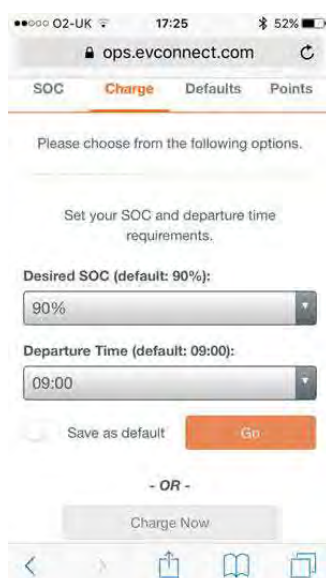 O2-UK 17:25 52%
ops.evconnect.com
SOC Charge Defaults Points
Please choose from the following options.
Set your SOC and departure time
requirements.
Desired SOC (default: 90%):
90%
Departure Time (default: 09:00):
09:00
Save as default Go
- OR -
Charge Now